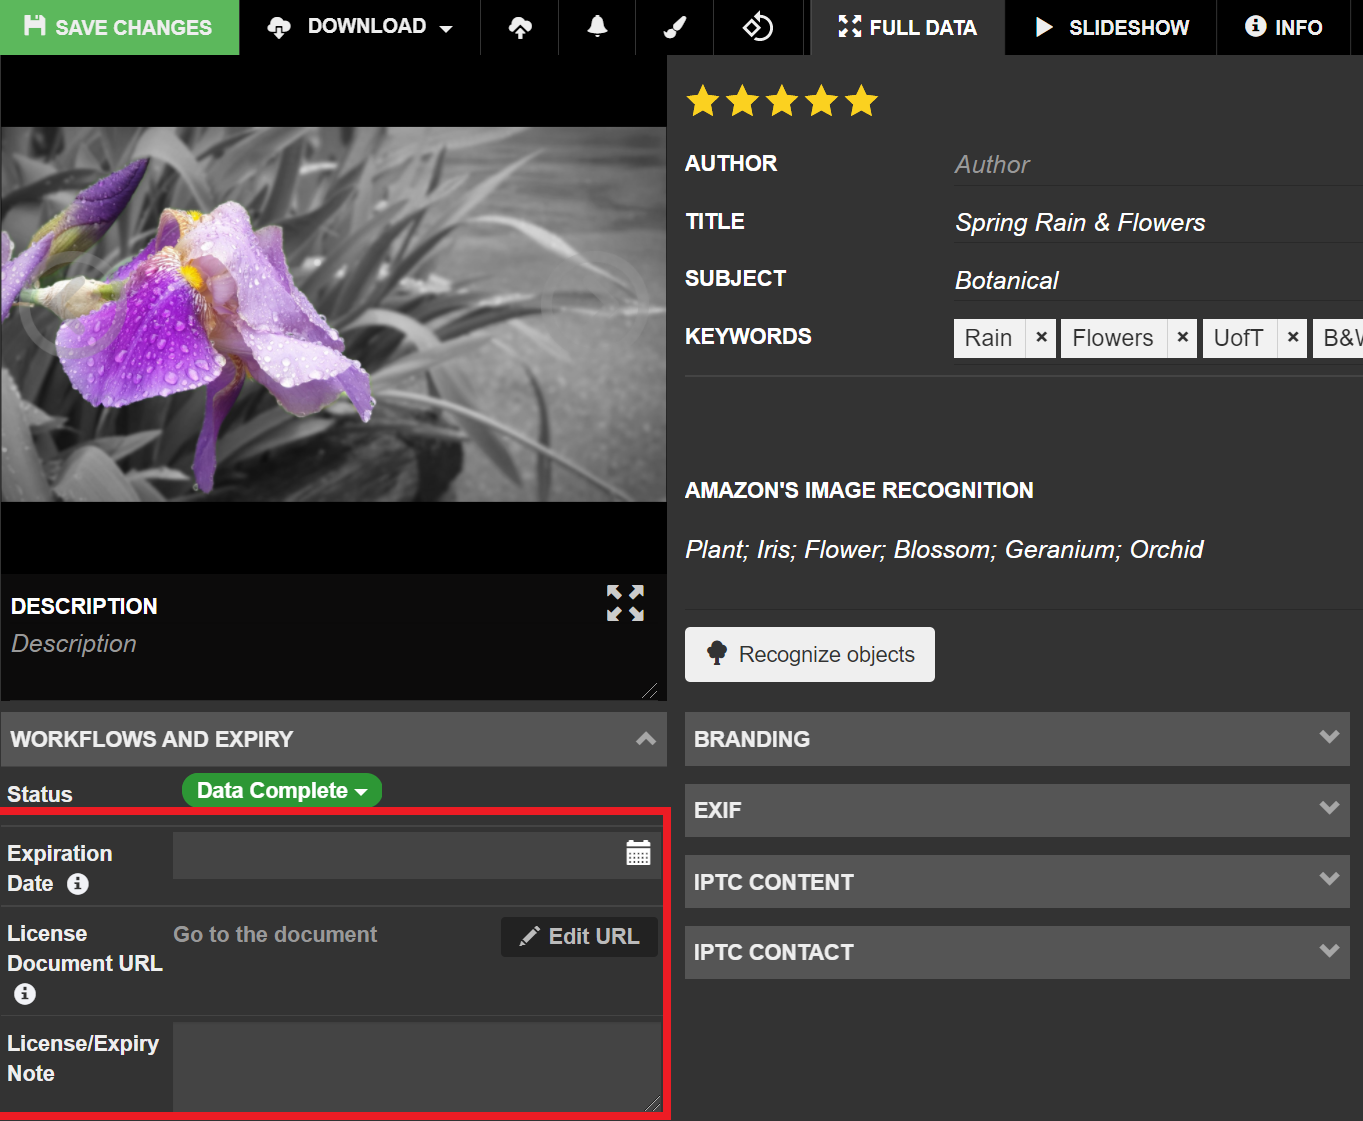 SAVE CHANGES
DOWNLOAD
FULL DATA
SLIDESHOW
INFO
AUTHOR
Author
TITLE
Spring Rain & Flowers
SUBJECT
Botanical
KEYWORDS
Rain × Flowers × UofT × B&W
AMAZON'S IMAGE RECOGNITION
Plant; Iris; Flower; Blossom; Geranium; Orchid
Recognize objects
DESCRIPTION
Description
WORKFLOWS AND EXPIRY
Status
Data Complete
Expiration
Date
License
Document URL
Go to the document
Edit URL
License/Expiry
Note
BRANDING
EXIF
IPTC CONTENT
IPTC CONTACT